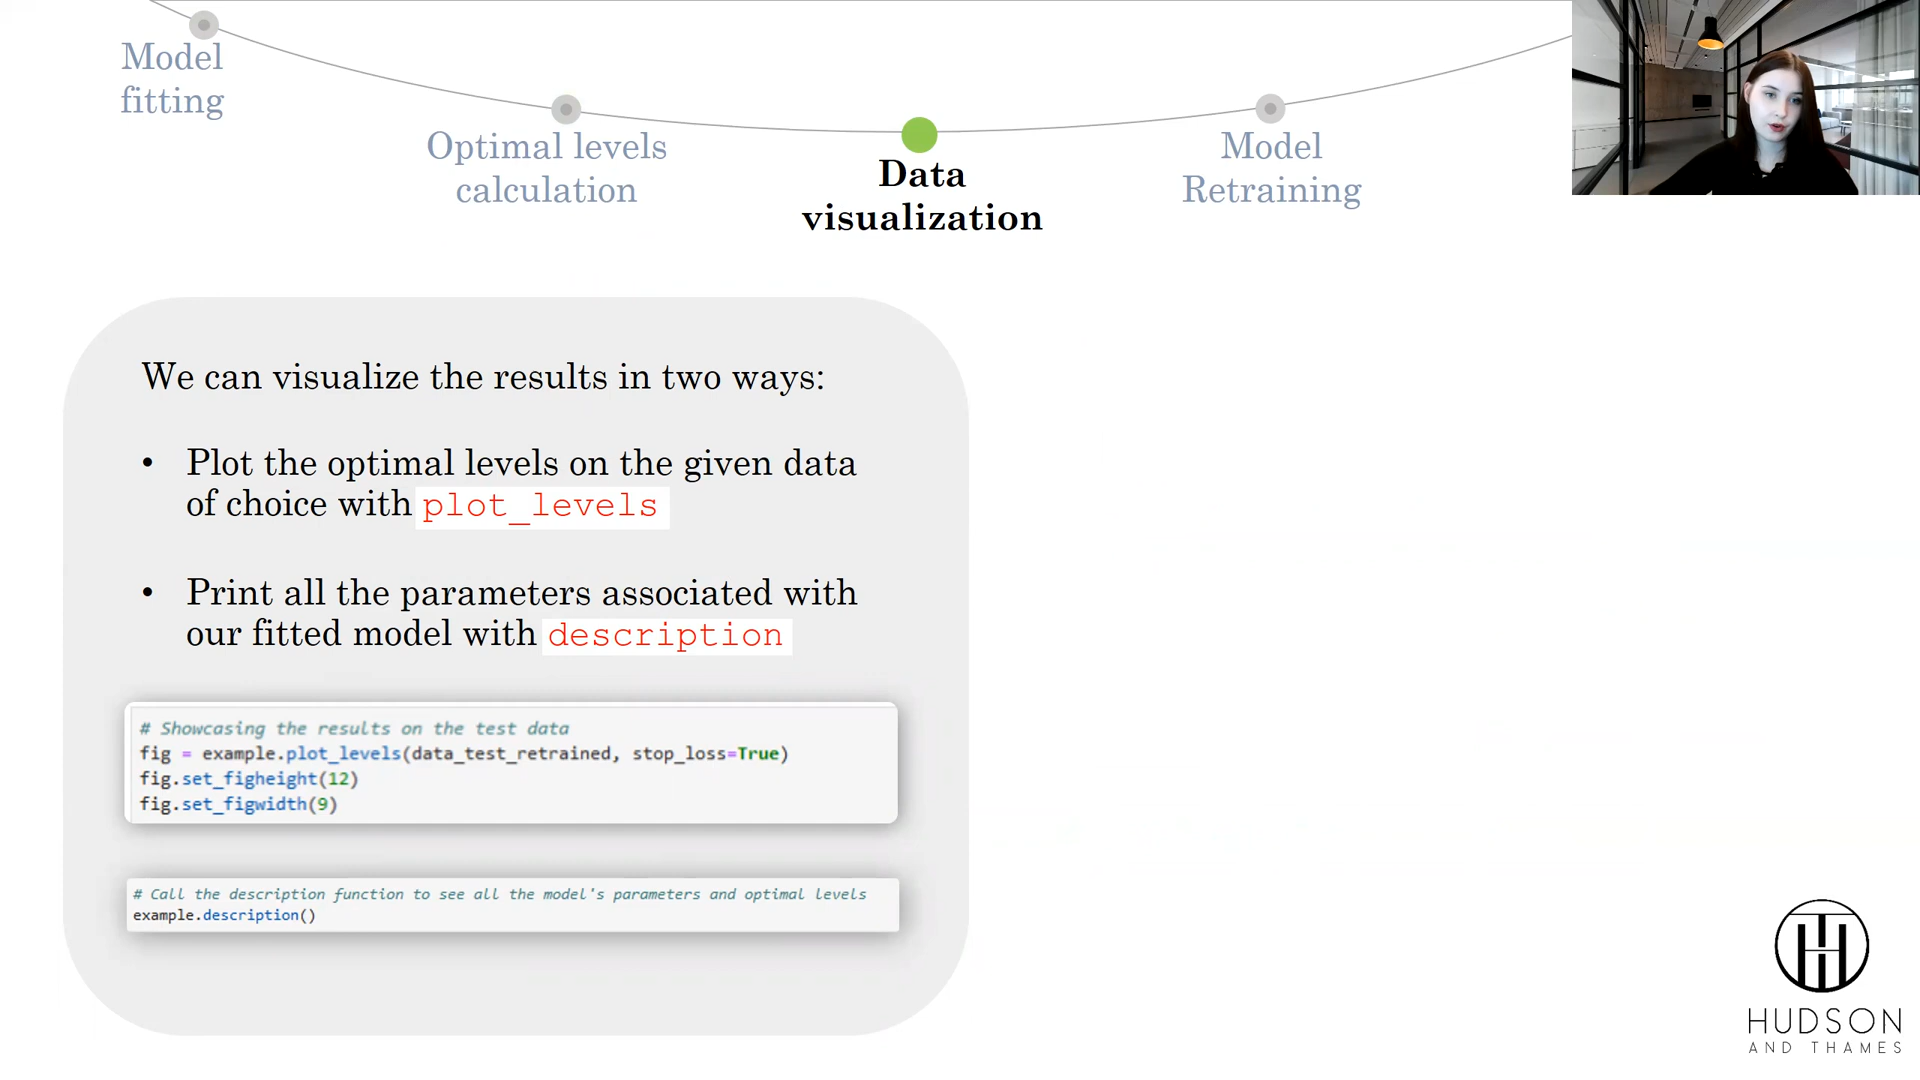 Model
fitting
Optimal levels
calculation
Data
visualization
Model
Retraining
We can visualize the results in two ways:
• Plot the optimal levels on the given data
of choice with plot_levels
• Print all the parameters associated with
our fitted model with description
# Showcasing the results on the test data
fig = example.plot_levels(data_test_retrained, stop_loss=True)
fig.set_figheight(12)
fig.set_figwidth(9)
# Call the description function to see all the model's parameters and optimal levels
example.description()
HUDSON
AND THAMES